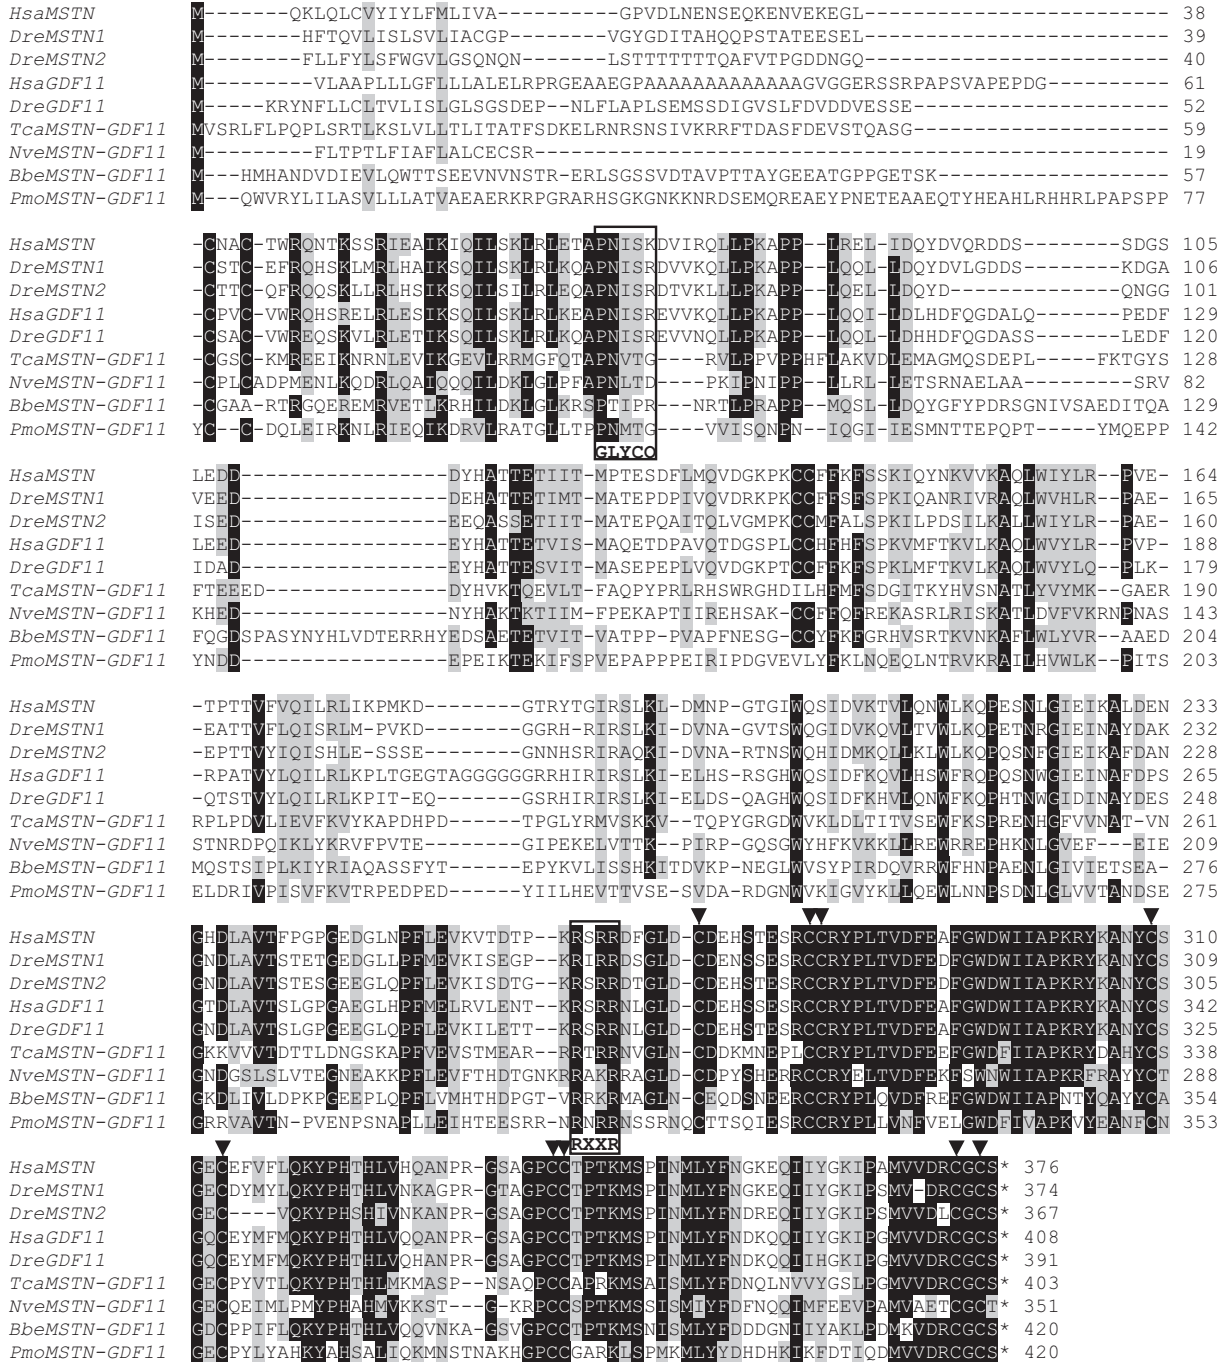 HsaMSTN M-------QKLQLCVYIYLFMLIVA----------GPVDLNENSEQKENVEKEGL------------------------- 38
DreMSTN1 M--------HFTQVLISLSVLIACGP---------VGYGDITAHQQPSTATEESEL------------------------- 39
DreMSTN2 M--------FLLFYLSFWGVLGSQNQN--------LSTTTTTTQAFVTPGDDNGQ-------------------------- 40
HsaGDF11 M---------VLAAPLLLGFLLLALELRPRGEAAEGPAAAAAAAAAAAAAGVGGERSSRPAPSVAPEPDG---------- 61
DreGDF11 M-----KRYNFLLCLTVLISLGLSGSDEP--NLFLAPLSEMSSDIGVSLFDVDDVESSE--------------------- 52
TcaMSTN-GDF11 MVSRLFLPQPLSRTLKSLVLLTLITATFSDKELRNRSNSIVKRRFTDASFDEVSTQASG--------------------- 59
NveMSTN-GDF11 M---------FLTPTLFIAFLALCECSR---------------------------------------------------- 19
BbeMSTN-GDF11 M---HMHANDVDIEVLQWTTSEEVNVNSTR-ERLSGSSVDTAVPTTAYGEEATGPPGETSK------------------- 57
PmoMSTN-GDF11 M---QWVRYLILASVLLLATVAEAERKRPGRARHSGKGNKKNRDSEMQREAEYPNETEAAEQTYHEAHLRHHRLPAPSPP 77
HsaMSTN -CNAC-TWRQNTKSSRIEAIKIQILSKLRLETAPNISKDVIRQLLPKAPP--LREL-IDQYDVQRDDS-------SDGS 105
DreMSTN1 -CSTC-EFRQHSKLMRLHAIKSQILSKLRLKQAPNISRDVVKQLLPKAPP--LQQL-LDQYDVLGDDS-------KDGA 106
DreMSTN2 -CTTC-QFRQQSKLLRLHSIKSQILSILRLEQAPNISRDTVKLLLPKAPP--LQEL-LDQYD-------------QNGG 101
HsaGDF11 -CPVC-VWRQHSRELRLESIKSQILSKLRLKEAPNISREVVKQLLPKAPP--LQQI-LDLHDFQGDALQ------PEDF 129
DreGDF11 -CSAC-VWREQSKVLRLETIKSQILSKLRLKQAPNISREVVNQLLPKAPP--LQQL-LDHHDFQGDASS------LEDF 120
TcaMSTN-GDF11 -CGSC-KMREEIKNRNLEVIKGEVLRRMGFQTAPNVTG----RVLPPVPPHFLAKVDLEMAGMQSDEPL----FKTGYS 128
NveMSTN-GDF11 -CPLCADPMENLKQDRLQAIQQQILDKLGLPFAPNLTD----PKIPNIPP--LLRL-LETSRNAELAA-------SRV 82
BbeMSTN-GDF11 -CGAA-RTRGQEREMRVETLKRHILDKLGLKRSPTIPR---NRTLPRAPP--MQSL-LDQYGFYPDRSGNIVSAEDITQA 129
PmoMSTN-GDF11 YC--C-DQLEIRKNLRIEQIKDRVLRATGLLTPPNMTG----VVISQNPN--IQGI-IESMNTTEPQPT----YMQEPP 142
GLYCO
HsaMSTN LEDD-----------------DYHATTETIIT-MPTESDFLMQVDGKPKCCFFKFSSKIQYNKVVKAQLWIYLR--PVE- 164
DreMSTN1 VEED-----------------DEHATTETIMT-MATEPDPIVQVDRKPKCCFFSFSPKIQANRIVRAQLWVHLR--PAE- 165
DreMSTN2 ISED-----------------EEQASSETIIT-MATEPQAITQLVGMPKCCMFALSPKILPDSILKALLWIYLR--PAE- 160
HsaGDF11 LEED-----------------EYHATTETVIS-MAQETDPAVQTDGSPLCCHFHFSPKVMFTKVLKAQLWVYLR--PVP- 188
DreGDF11 IDAD-----------------EYHATTESVIT-MASEPEPLVQVDGKPTCCFFKFSPKLMFTKVLKAQLWVYLQ--PLK- 179
TcaMSTN-GDF11 FTEEED---------------DYHVKTQEVLT-FAQPYPRLRHSWRGHDILHFMFSDGITKYHVSNATLYVYMK--GAER 190
NveMSTN-GDF11 KHED-----------------NYHAKTKTIIM-FPEKAPTIIREHSAK-CCFFQFREKASRLRISKATLDVFVKRNPNAS 143
BbeMSTN-GDF11 FQGDSPASYNYHLVDTERRHYEDSAETETVIT-VATPP-PVAPFNESG-CCYFKFGRHVSRTKVNKAFLWLYVR--AAED 204
PmoMSTN-GDF11 YNDD-----------------EPEIKTEKIFSPVEPAPPPEIRIPDGVEVLYFKLNQEQLNTRVKRAILHVWLK--PITS 203
HsaMSTN -TPTTVFVQILRLIKPMKD-------GTRYTGIRSLKL-DMNP-GTGIWQSIDVKTVLQNWLKQPESNLGIEIKALDEN 233
DreMSTN1 -EATTVFLQISRLM-PVKD-------GGRH-RIRSLKI-DVNA-GVTSWQGIDVKQVLTVWLKQPETNRGIEINAYDAK 232
DreMSTN2 -EPTTVYIQISHLE-SSSE-------GNNHSRIRAQKI-DVNA-RTNSWQHIDMKQLLKLWLKQPQSNFGIEIKAFDAN 228
HsaGDF11 -RPATVYLQILRLKPLTGEGTAGGGGGGRRHIRIRSLKI-ELHS-RSGHWQSIDFKQVLHSWFRQPQSNWGIEINAFDPS 265
DreGDF11 -QTSTVYLQILRLKPIT-EQ-------GSRHIRIRSLKI-ELDS-QAGHWQSIDFKHVLQNWFKQPHTNWGIDINAYDES 248
TcaMSTN-GDF11 RPLPDVLIEVFKVYKAPDHPD------TPGLYRMVSKKV--TQPYGRGDWVKLDLTITVSEWFKSPRENHGFVVNAT-VN 261
NveMSTN-GDF11 STNRDPQIKLYKRVFPVTE-------GIPEKELVTTK--PIRP-GQSGWYHFKVKKLLREWRREPHKNLGVEF---EIE 209
BbeMSTN-GDF11 MQSTSIPLKIYRIAQASSFYT------EPYKVLISSHKITDVKP-NEGLWVSYPIRDQVRRWFHNPAENLGIVIETSEA- 276
PmoMSTN-GDF11 ELDRIVPISVFKVTRPEDPED------YIILHEVTTVSE-SVDA-RDGNWVKIGVYKLLQEWLNNPSDNLGLVVTANDSE 275
HsaMSTN GHDLAVTFPGPGEDGLNPFLEVKVTDTP--KRSRRDFGLD-CDEHSTESRCCRYPLTVDFEAFGWDWIIAPKRYKANYCS 310
DreMSTN1 GNDLAVTSTETGEDGLLPFMEVKISEGP--KRIRRDSGLD-CDENSSESRCCRYPLTVDFEDFGWDWIIAPKRYKANYCS 309
DreMSTN2 GNDLAVTSTESGEEGLQPFLEVKISDTG--KRSRRDTGLD-CDEHSTESRCCRYPLTVDFEDFGWDWIIAPKRYKANYCS 305
HsaGDF11 GTDLAVTSLGPGAEGLHPFMELRVLENT--KRSRRNLGLD-CDEHSSESRCCRYPLTVDFEAFGWDWIIAPKRYKANYCS 342
DreGDF11 GNDLAVTSLGPGEEGLQPFLEVKILETT--KRSRRNLGLD-CDEHSTESRCCRYPLTVDFEAFGWDWIIAPKRYKANYCS 325
TcaMSTN-GDF11 GKKVVVTDTTLDNGSKAPFVEVSTMEAR--RRTRRNVGLN-CDDKMNEPLCCRYPLTVDFEEFGWDFIIAPKRYDAHYCS 338
NveMSTN-GDF11 GNDGSLSLVTEGNEAKKPFLEVFTHDTGNKRRAKRRAGLD-CDPYSHERRCCRYELTVDFEKFSWNWIIAPKRFRAYYCT 288
BbeMSTN-GDF11 GKDLIVLDPKPGEEPLQPFLVMHTHDPGT-VRRKRMAGLN-CEQDSNEERCCRYPLQVDFREFGWDWIIAPNTYQAYYCA 354
PmoMSTN-GDF11 GRRVAVTN-PVENPSNAPLLEIHTEESRR-NRNRRNSSRNQCTTSQIESRCCRYPLLVNFVELGWDFIVAPKVYEANFCN 353
RXXR
HsaMSTN GECEFVFLQKYPHTHLVHQANPR-GSAGPCCTPTKMSPINMLYFNGKEQIIYGKIPAMVVDRCGCS* 376
DreMSTN1 GECDYMYLQKYPHTHLVNKAGPR-GTAGPCCTPTKMSPINMLYFNGKEQIIYGKIPSMV-DRCGCS* 374
DreMSTN2 GEC----VQKYPHSHIVNKANPR-GSAGPCCTPTKMSPINMLYFNDREQIIYGKIPSMVVDLCGCS* 367
HsaGDF11 GQCEYMFMQKYPHTHLVQQANPR-GSAGPCCTPTKMSPINMLYFNDKQQIIYGKIPGMVVDRCGCS* 408
DreGDF11 GQCEYMFMQKYPHTHLVQHANPR-GSAGPCCTPTKMSPINMLYFNDKQQIIHGKIPGMVVDRCGCS* 391
TcaMSTN-GDF11 GECPYVTLQKYPHTHLMKMASP--NSAQPCCAPRKMSAISMLYFDNQLNVVYGSLPGMVVDRCGCS* 403
NveMSTN-GDF11 GECQEIMLPMYPHAHMVKKST---G-KRPCCSPTKMSSISMIYFDFNQQIMFEEVPAMVAETCGCT* 351
BbeMSTN-GDF11 GDCPPIFLQKYPHTHLVQQVNKA-GSVGPCCTPTKMSNISMLYFDDDGNIIYAKLPDMKVDRCGCS* 420
PmoMSTN-GDF11 GECPYLYAHKYAHSALIQKMNSTNAKHGPCCGARKLSPMKMLYYDHDHKIKFDTIQDMVVDRCGCS* 420